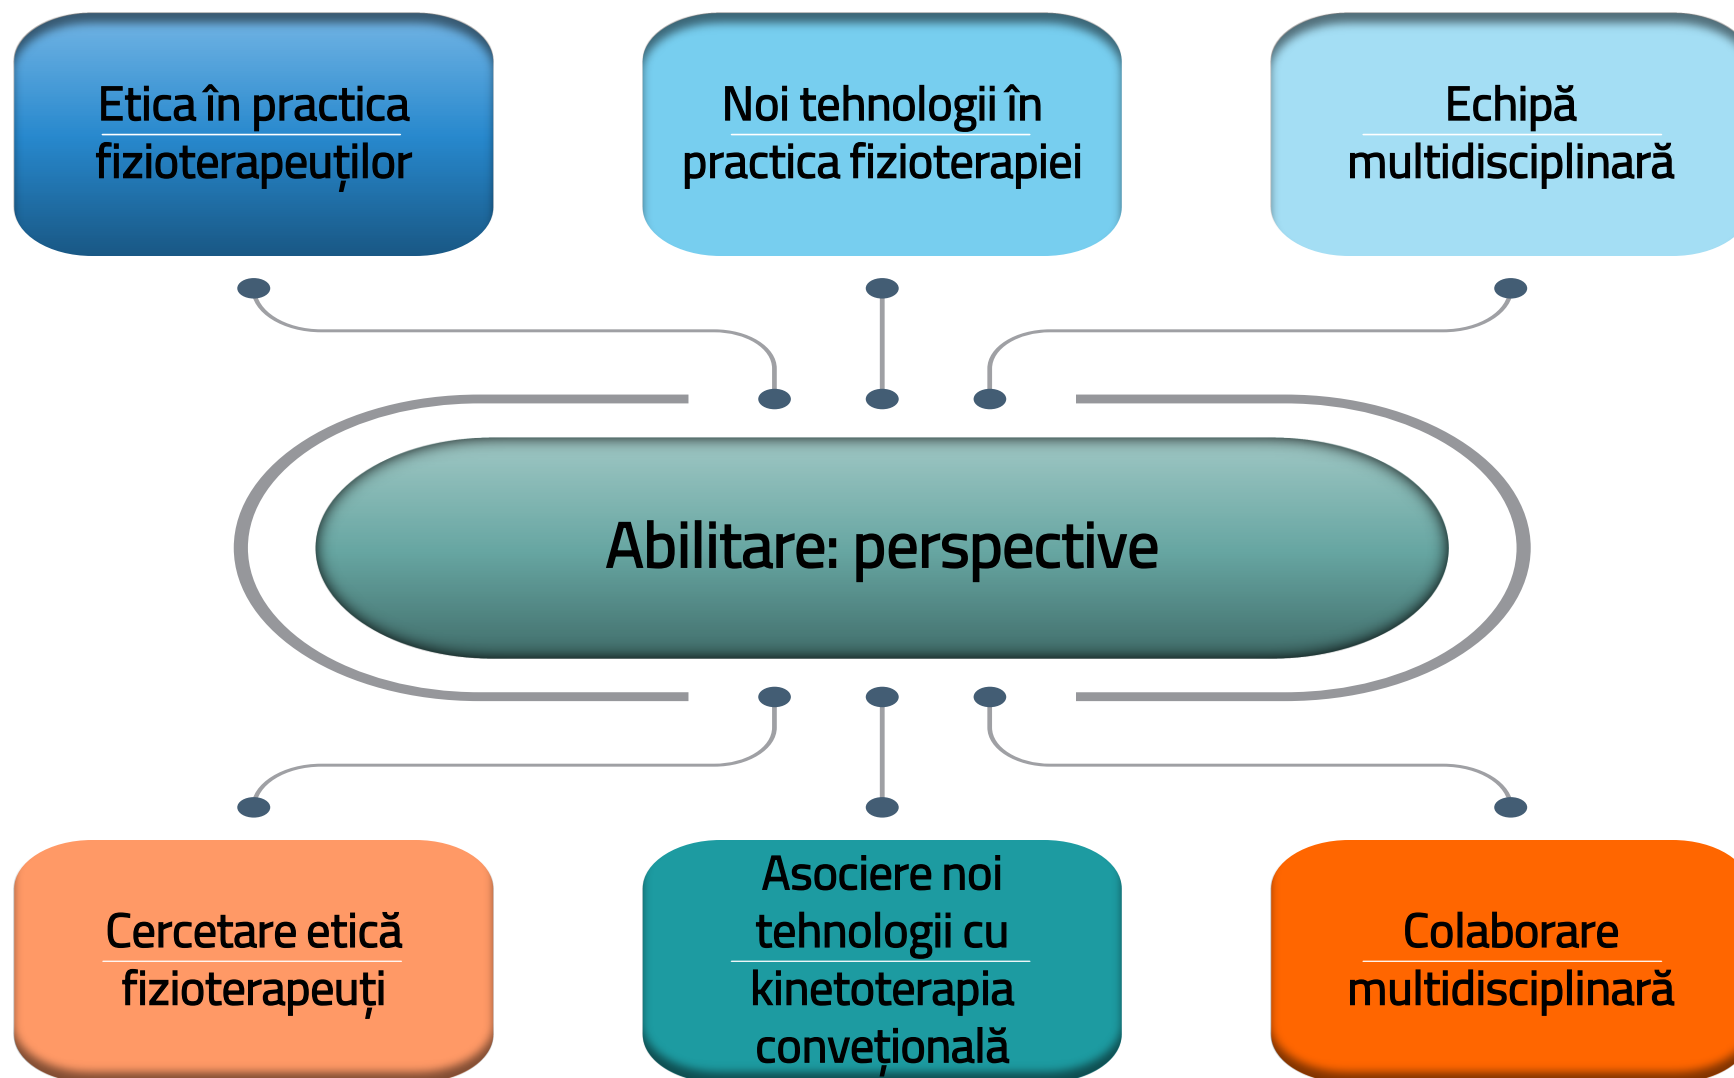 Etica în practica
fizioterapeuților
Noi tehnologii în
practica fizioterapiei
Echipă
multidisciplinară
Abilitare: perspective
Cercetare etică
fizioterapeuți
Asociere noi
tehnologii cu
kinetoterapia
convețională
Colaborare
multidisciplinară